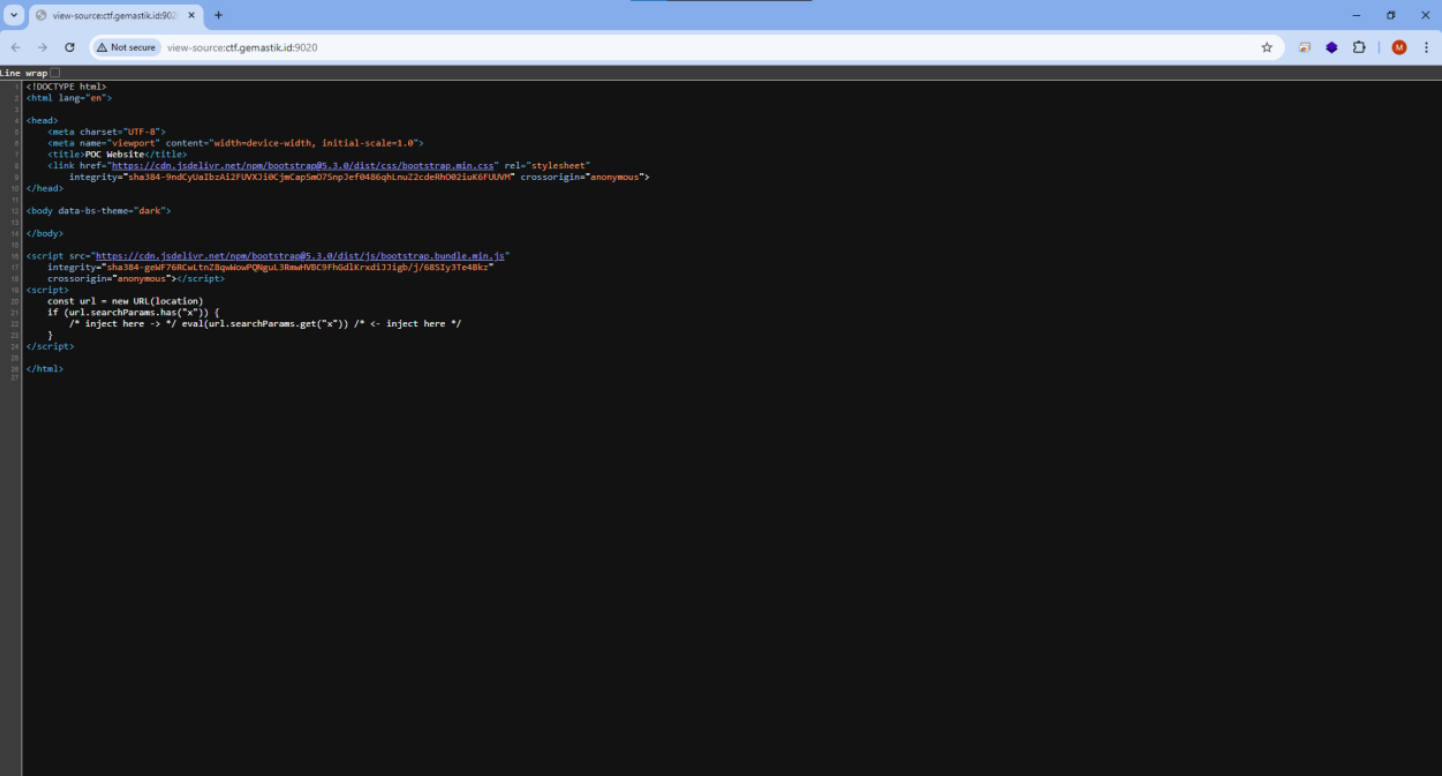 view-source:ctf.gemastik.id:902
Not secure view-source:ctf.gemastik.id:9020
M
Line wrap
1 <!DOCTYPE html>
2 <html lang="en">
3
4 <head>
5 <meta charset="UTF-8">
6 <meta name="viewport" content="width=device-width, initial-scale=1.0">
7 <title>POC Website</title>
8 <link href="https://cdn.jsdelivr.net/npm/bootstrap@5.3.0/dist/css/bootstrap.min.css" rel="stylesheet"
9 integrity="sha384-9ndCyUaIbzAi2FUVXJi0CjmCapSmO7SnpJef0486qhLnuZ2cdeRhO02iuK6FUUVM" crossorigin="anonymous">
10 </head>
11
12 <body data-bs-theme="dark">
13
14 </body>
15
16 <script src="https://cdn.jsdelivr.net/npm/bootstrap@5.3.0/dist/js/bootstrap.bundle.min.js"
17 integrity="sha384-geWF76RCwLtnZ8qwWowPQNguL3RmwHVBC9FhGdlKrxdiJJigb/j/68SIy3Te4Bkz"
18 crossorigin="anonymous"></script>
19 <script>
20 const url = new URL(location)
21 if (url.searchParams.has("x")) {
22 /* inject here -> */ eval(url.searchParams.get("x")) /* <- inject here */
23 }
24 </script>
25
26 </html>
27